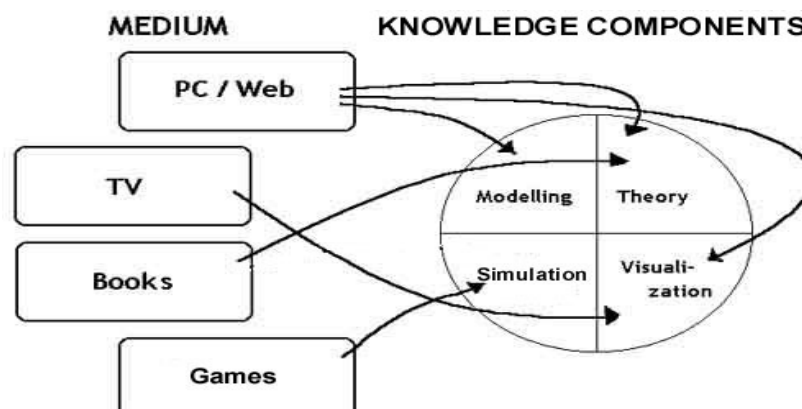 MEDIUM
KNOWLEDGE COMPONENTS
PC / Web
TV
Books
Games
Modelling
Theory
Simulation
Visuali-
zation